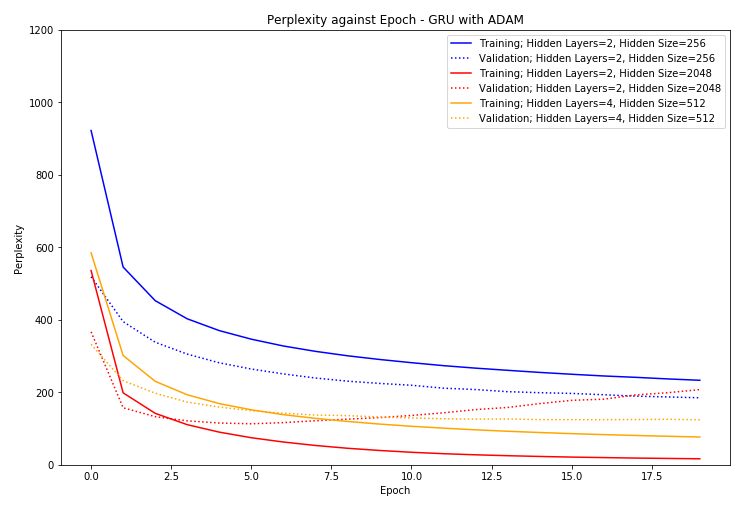 Perplexity against Epoch - GRU with ADAM
Training; Hidden Layers=2, Hidden Size=256
Validation; Hidden Layers=2, Hidden Size=256
Training; Hidden Layers=2, Hidden Size=2048
Validation; Hidden Layers=2, Hidden Size=2048
Training; Hidden Layers=4, Hidden Size=512
Validation; Hidden Layers=4, Hidden Size=512
1200
1000
800
600
400
200
0
Perplexity
0.0 2.5 5.0 7.5 10.0 12.5 15.0 17.5
Epoch